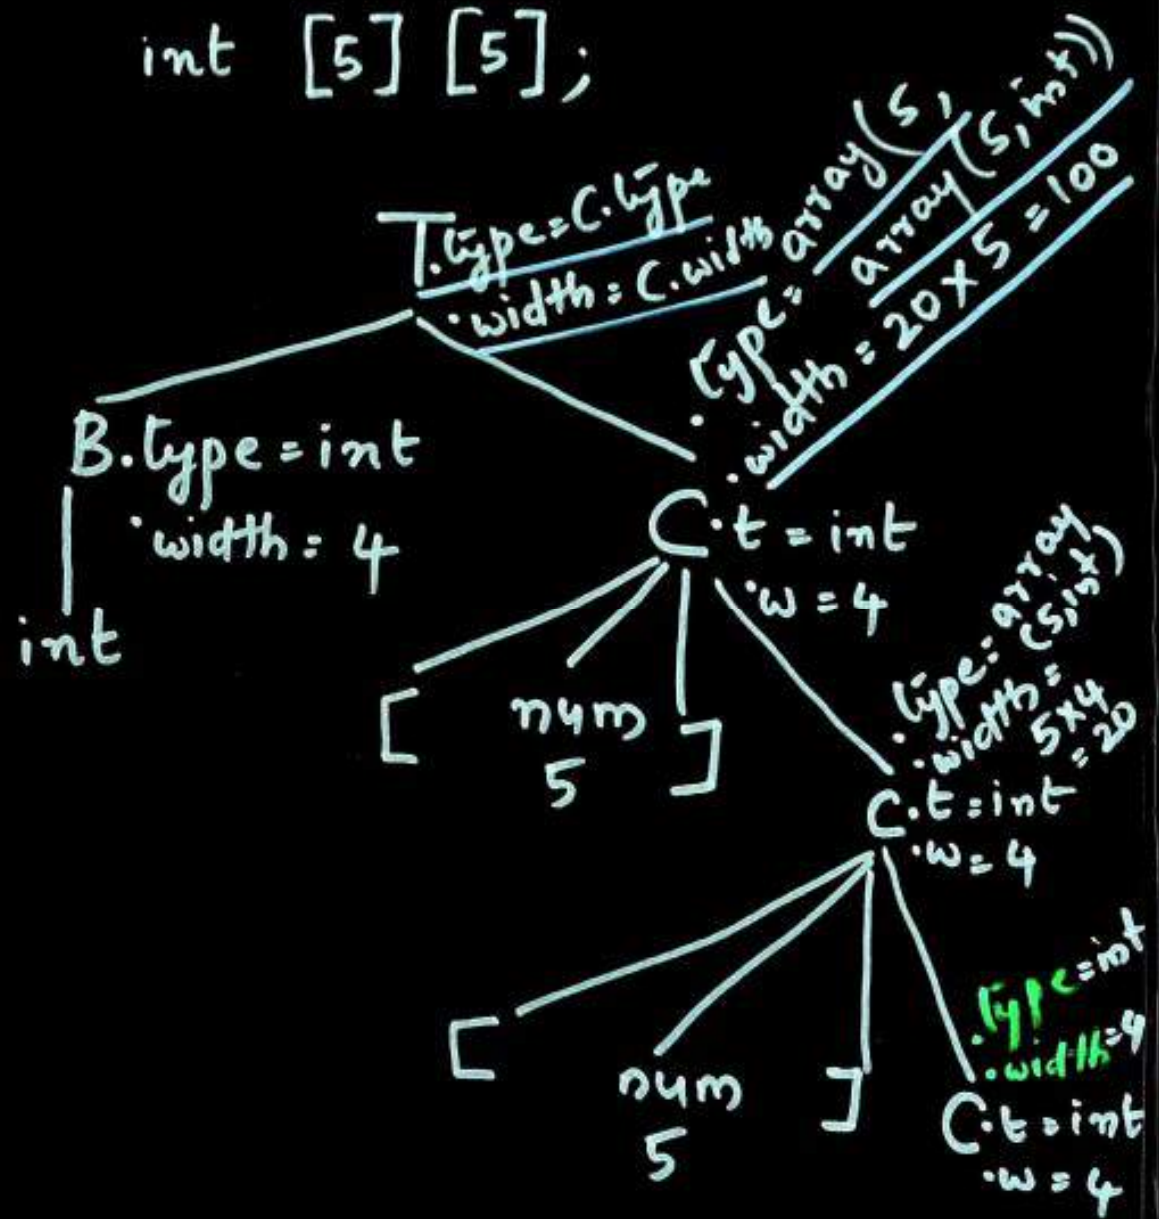 int [5] [5];
T.type=C.type
.width = C.width
.type = array(5,
array(5,int))
.width = 20 x 5 = 100
B.type = int
.width = 4
int
C.t = int
.w = 4
[ num ]
5
.type = array
(5,int)
.width =
5x4
= 20
C.t = int
.w = 4
[ num ]
5
.type = int
.width = 4
C.t = int
.w = 4